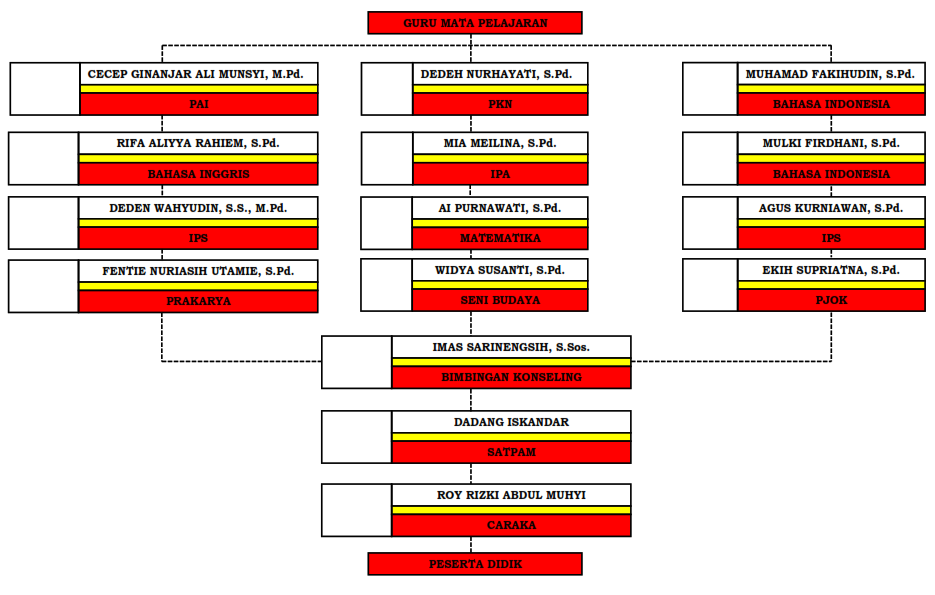 GURU MATA PELAJARAN
CECEP GINANJAR ALI MUNSYI, M.Pd.
PAI
DEDEH NURHAYATI, S.Pd.
PKN
MUHAMAD FAKIHUDIN, S.Pd.
BAHASA INDONESIA
RIFA ALIYYA RAHIEM, S.Pd.
BAHASA INGGRIS
MIA MEILINA, S.Pd.
IPA
MULKI FIRDHANI, S.Pd.
BAHASA INDONESIA
DEDEN WAHYUDIN, S.S., M.Pd.
IPS
AI PURNAWATI, S.Pd.
MATEMATIKA
AGUS KURNIAWAN, S.Pd.
IPS
FENTIE NURIASIH UTAMIE, S.Pd.
PRAKARYA
WIDYA SUSANTI, S.Pd.
SENI BUDAYA
EKIH SUPRIATNA, S.Pd.
PJOK
IMAS SARINENGSIH, S.Sos.
BIMBINGAN KONSELING
DADANG ISKANDAR
SATPAM
ROY RIZKI ABDUL MUHYI
CARAKA
PESERTA DIDIK